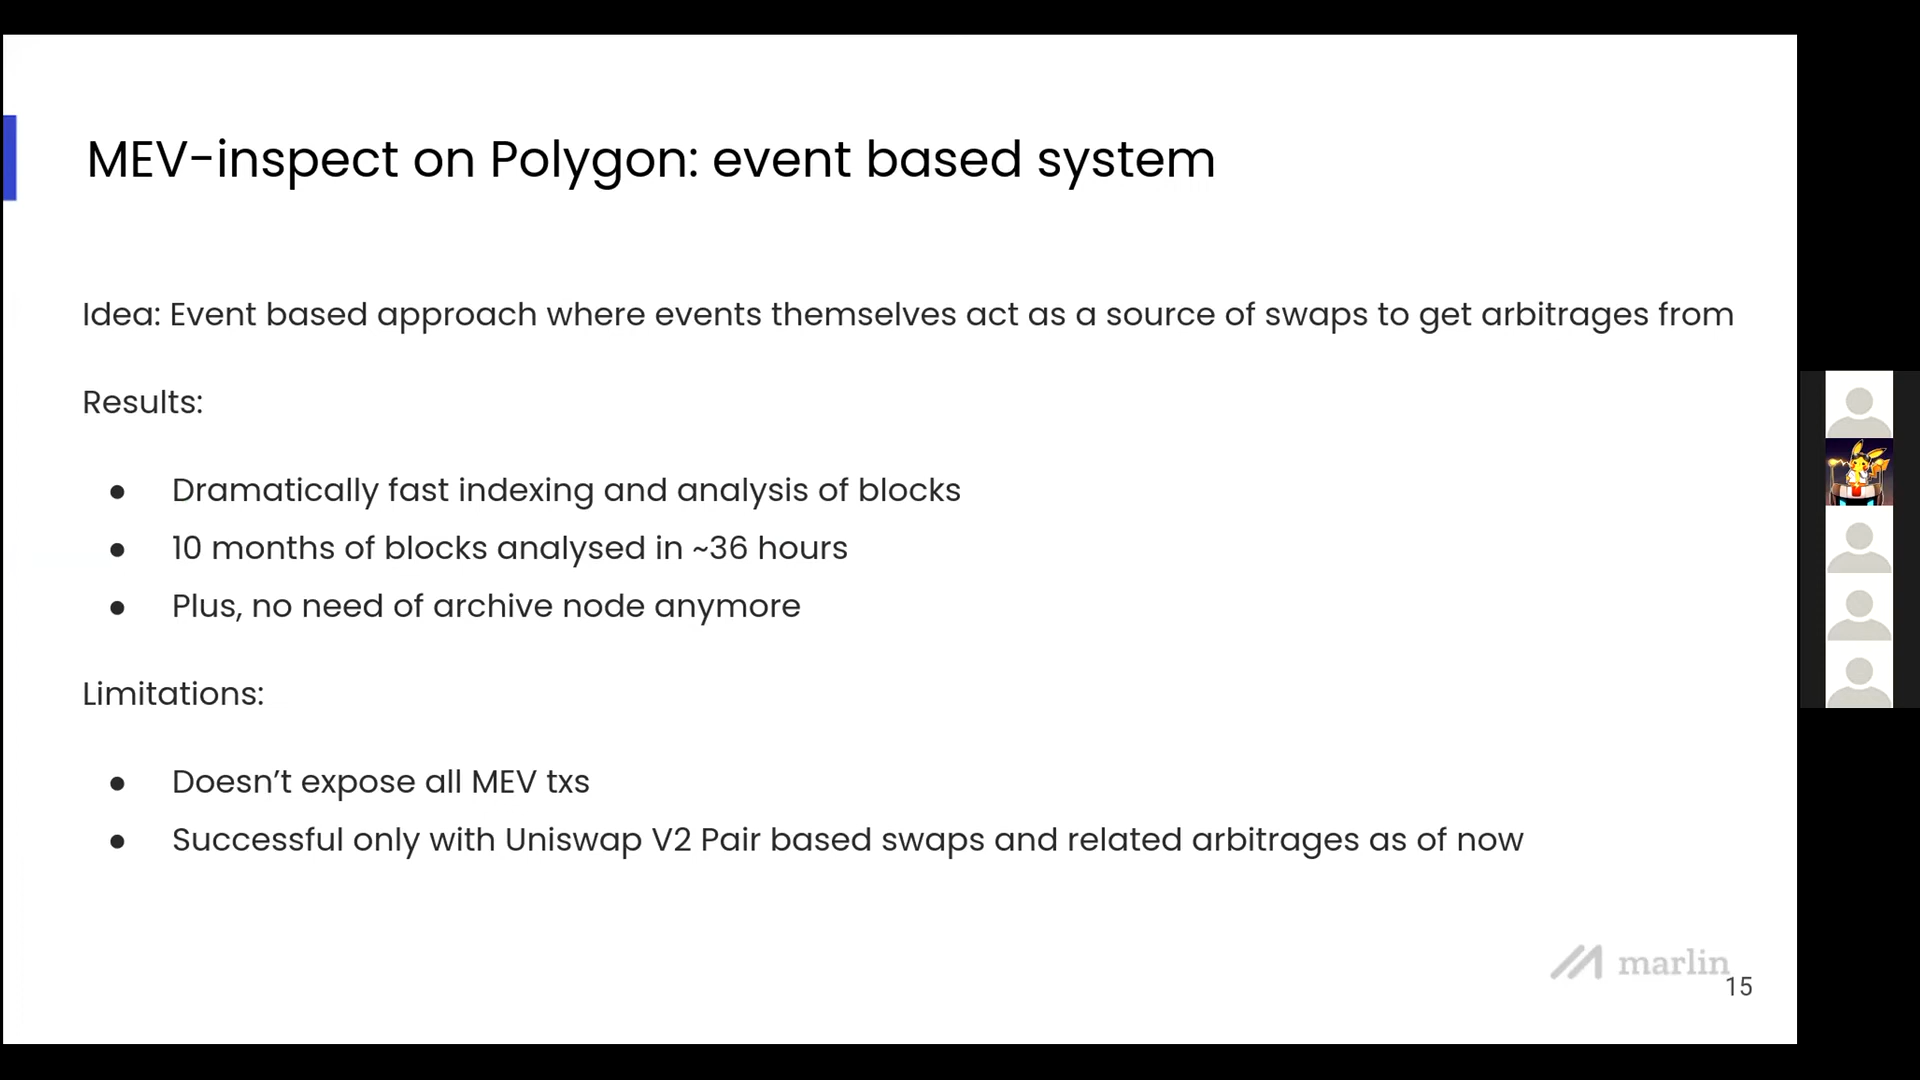 MEV-inspect on Polygon: event based system
Idea: Event based approach where events themselves act as a source of swaps to get arbitrages from
Results:
● Dramatically fast indexing and analysis of blocks
● 10 months of blocks analysed in ~36 hours
● Plus, no need of archive node anymore
Limitations:
● Doesn’t expose all MEV txs
● Successful only with Uniswap V2 Pair based swaps and related arbitrages as of now
marlin
15